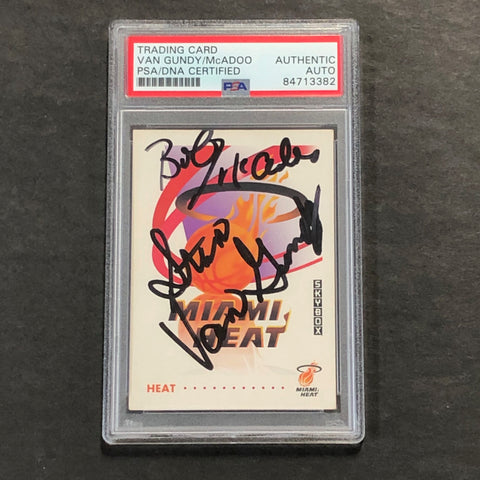 TRADING CARD
VAN GUNDY/McADOO AUTHENTIC
PSA/DNA CERTIFIED AUTO
PSA 84713382
Bob McAdoo
Stan
Van Gundy
MIAMI
HEAT
SKYBOX
HEAT
MIAMI HEAT